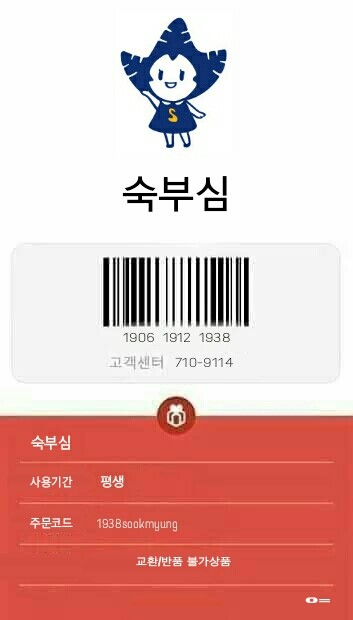 숙부심
1906 1912 1938
고객센터 710-9114
숙부심
사용기간 평생
주문코드 1938sookmyung
교환/반품 불가상품